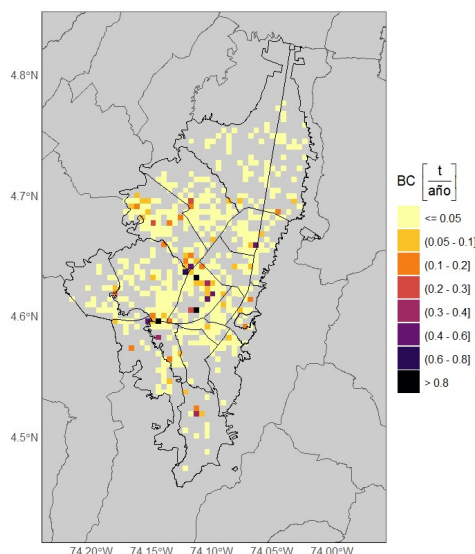 4.8°N
4.7°N
4.6°N
4.5°N
74.20°W 74.15°W 74.10°W 74.05°W 74.00°W
BC [t/año]
<= 0.05
(0.05 - 0.1]
(0.1 - 0.2]
(0.2 - 0.3]
(0.3 - 0.4]
(0.4 - 0.6]
(0.6 - 0.8]
> 0.8